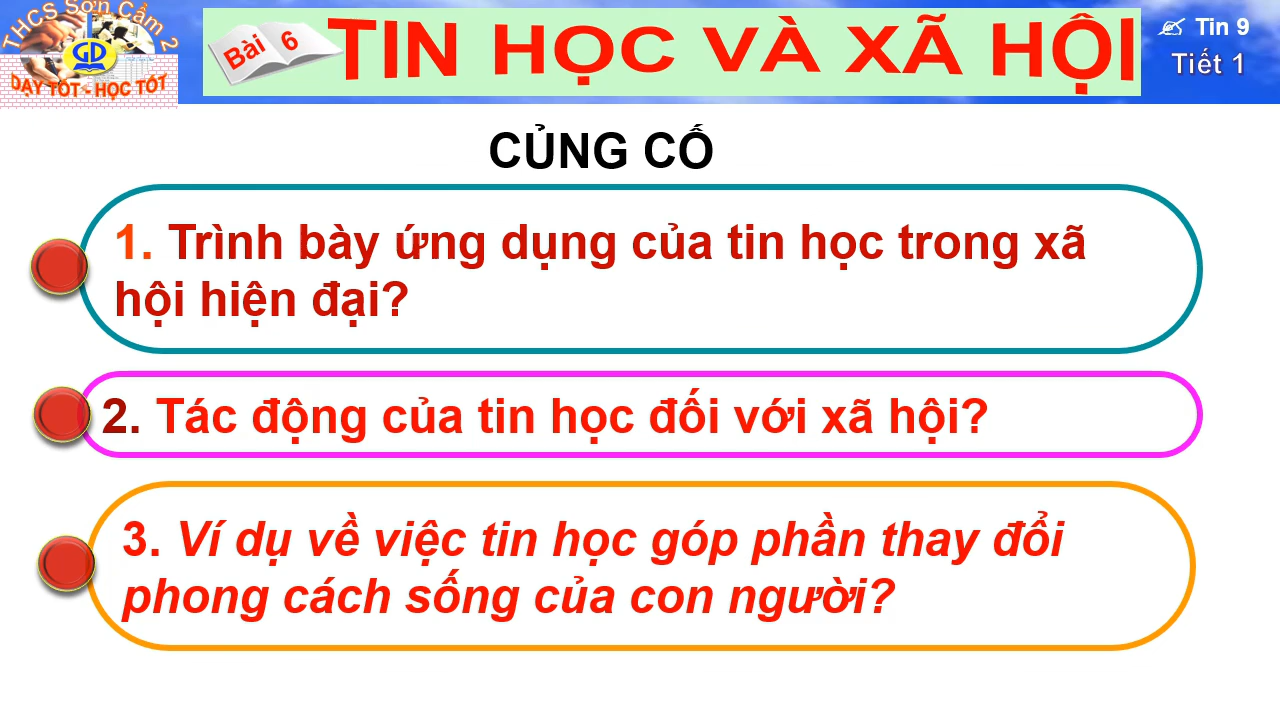 THCS Sơn Cẩm 2
GD
DẠY TỐT - HỌC TỐT
Bài 6
TIN HỌC VÀ XÃ HỘI
Tin 9
Tiết 1
CỦNG CỐ
1. Trình bày ứng dụng của tin học trong xã
hội hiện đại?
2. Tác động của tin học đối với xã hội?
3. Ví dụ về việc tin học góp phần thay đổi
phong cách sống của con người?